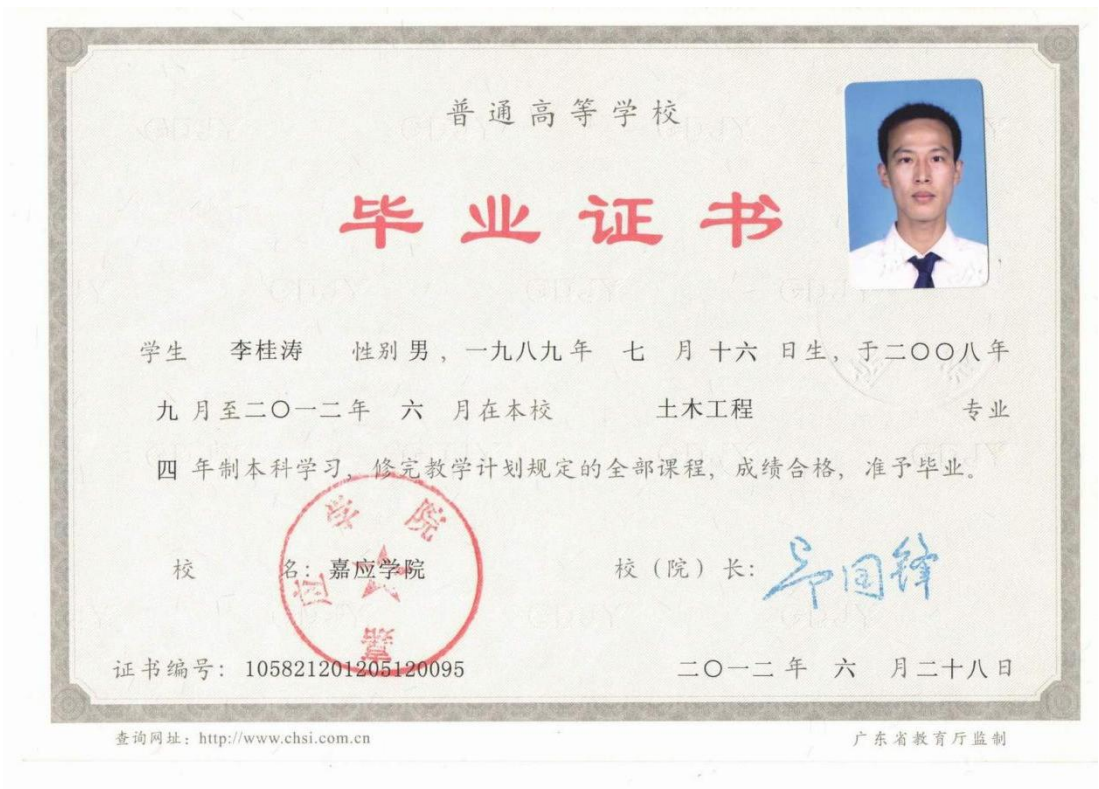 普通高等学校
毕业证书
学生 李桂涛 性别 男 ，一九八九 年 七 月 十六 日生，于二〇〇八年
九 月至二〇一二年 六 月在本校 土木工程 专业
四 年制本科学习，修完教学计划规定的全部课程，成绩合格，准予毕业。
校 名：嘉应学院 校（院）长：
嘉应学院
证书编号：105821201205120095 二〇一二 年 六 月二十八日
查询网址：http://www.chsi.com.cn 广东省教育厅监制